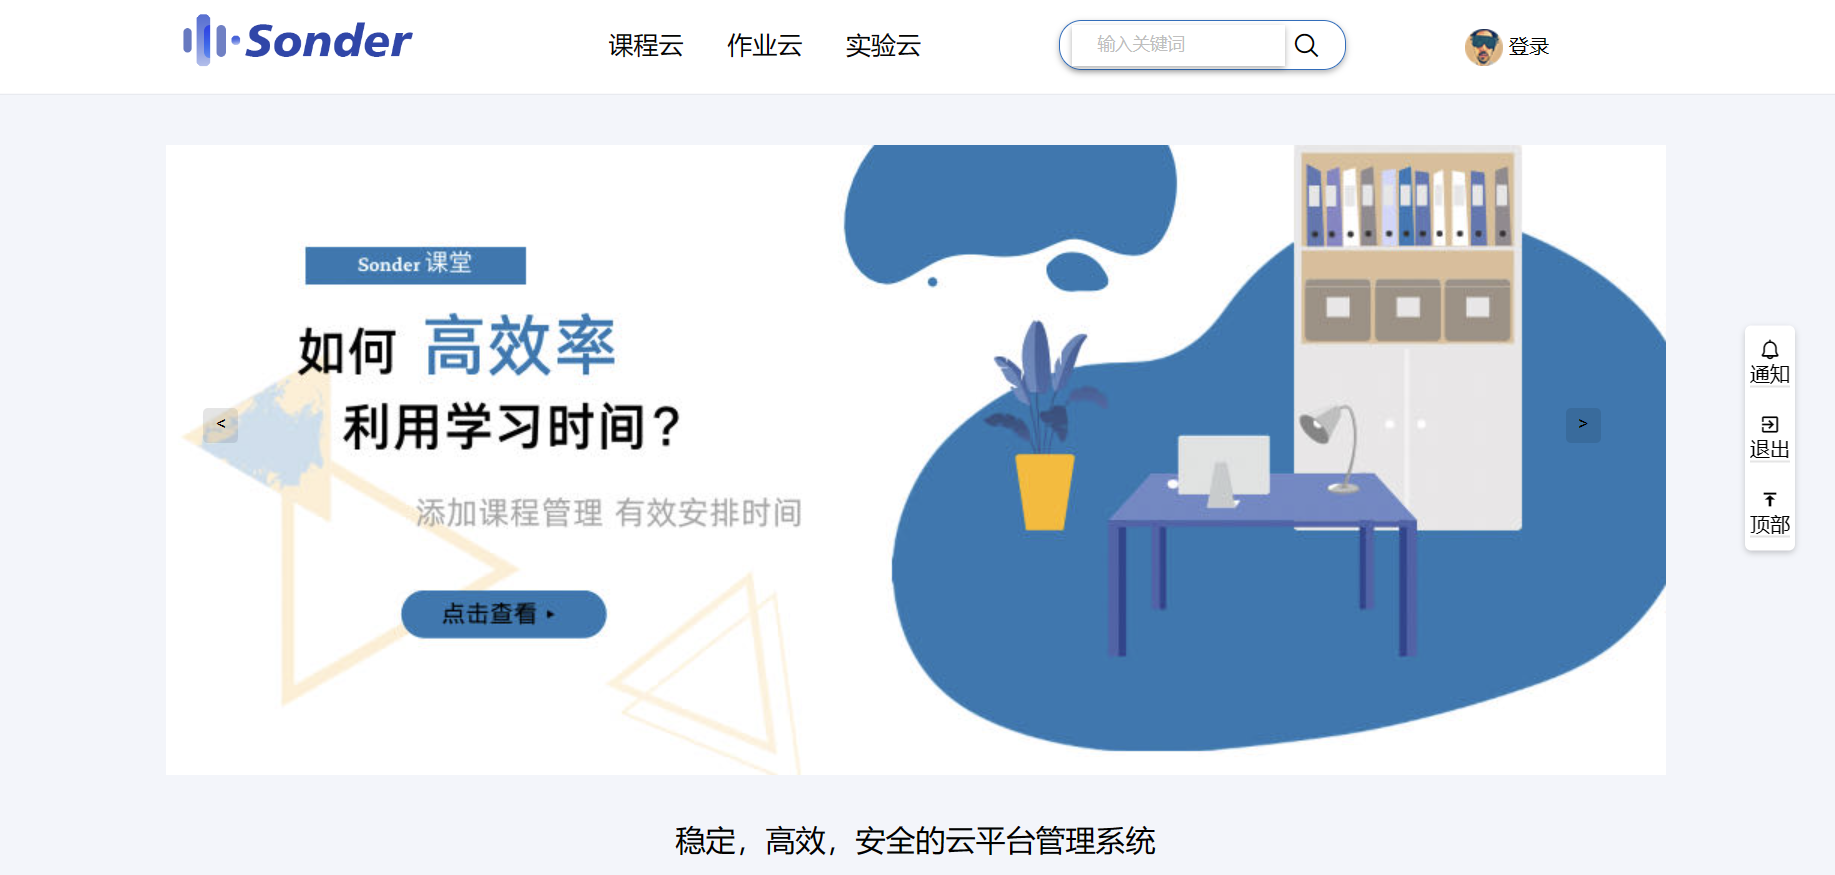 Sonder
课程云 作业云 实验云
输入关键词
登录
Sonder 课堂
如何 高效率
利用学习时间？
添加课程管理 有效安排时间
点击查看 ▸
<
>
通知
退出
顶部
稳定，高效，安全的云平台管理系统